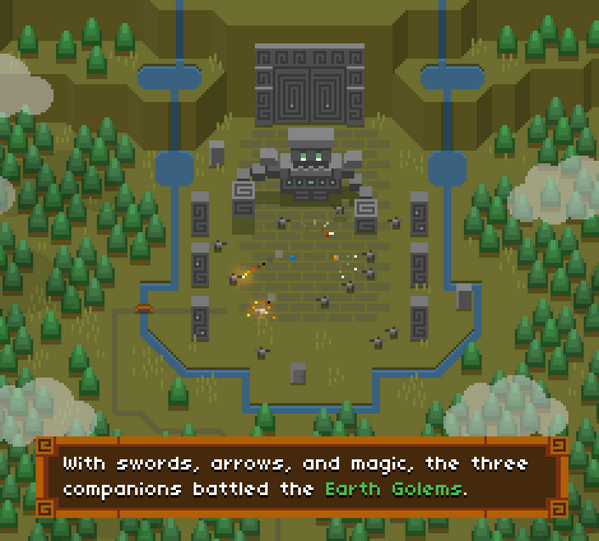 With swords, arrows, and magic, the three
companions battled the Earth Golems.